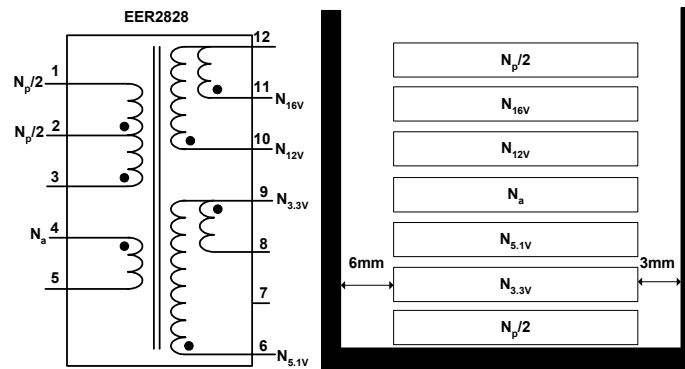 EER2828
Np/2 1
Np/2 2
3
Na 4
5
12
11 N16V
10 N12V
9 N3.3V
8
7
6 N5.1V
Np/2
N16V
N12V
Na
N5.1V
6mm 3mm
N3.3V
Np/2